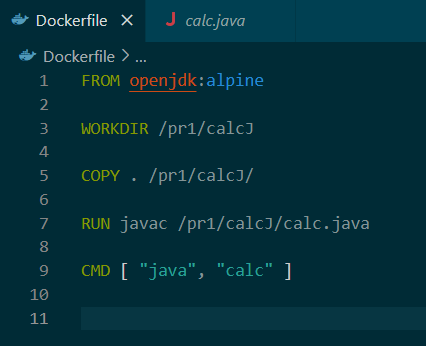 Dockerfile × J calc.java
Dockerfile > ...
1 FROM openjdk:alpine
2
3 WORKDIR /pr1/calcJ
4
5 COPY . /pr1/calcJ/
6
7 RUN javac /pr1/calcJ/calc.java
8
9 CMD [ "java", "calc" ]
10
11